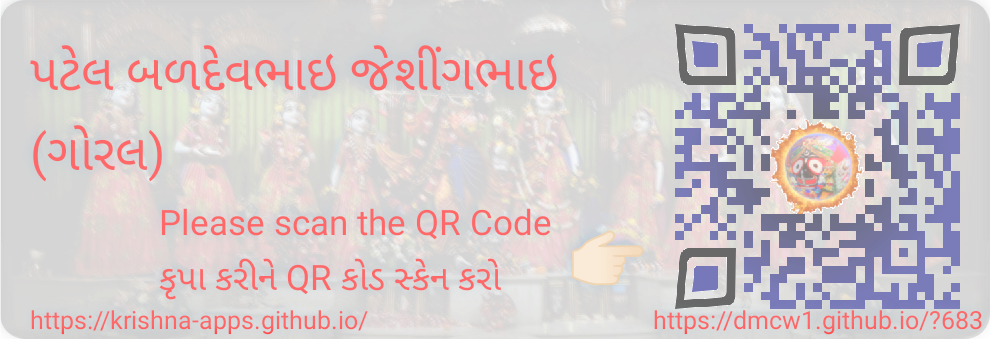 પટેલ બળદેવભાઇ જેશીંગભાઇ
(ગોરલ)
Please scan the QR Code
કૃપા કરીને QR કોડ સ્કેન કરો
https://krishna-apps.github.io/
https://dmcw1.github.io/?683